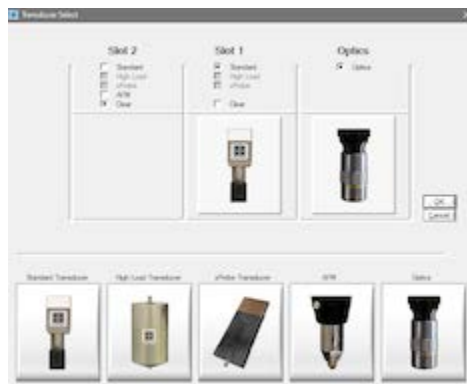 Transducer Select
Slot 2
Slot 1
Optics
Standard
High Load
xProbe
AFM
Clear
Standard
High Load
xProbe
Clear
Optics
OK
Cancel
Standard Transducer
High Load Transducer
xProbe Transducer
AFM
Optics